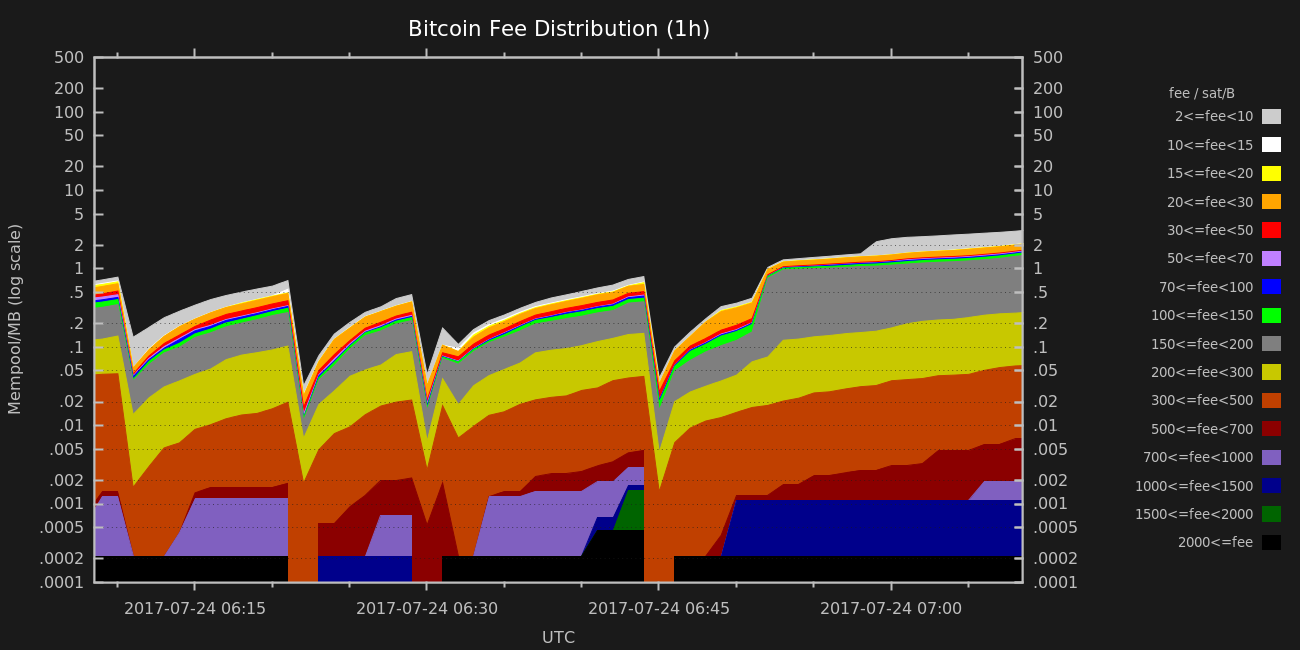 Bitcoin Fee Distribution (1h)
Mempool/MB (log scale)
500
200
100
50
20
10
5
2
1
.5
.2
.1
.05
.02
.01
.005
.002
.001
.0005
.0002
.0001
500
200
100
50
20
10
5
2
1
.5
.2
.1
.05
.02
.01
.005
.002
.001
.0005
.0002
.0001
2017-07-24 06:15 2017-07-24 06:30 2017-07-24 06:45 2017-07-24 07:00
UTC
fee / sat/B
2<=fee<10
10<=fee<15
15<=fee<20
20<=fee<30
30<=fee<50
50<=fee<70
70<=fee<100
100<=fee<150
150<=fee<200
200<=fee<300
300<=fee<500
500<=fee<700
700<=fee<1000
1000<=fee<1500
1500<=fee<2000
2000<=fee